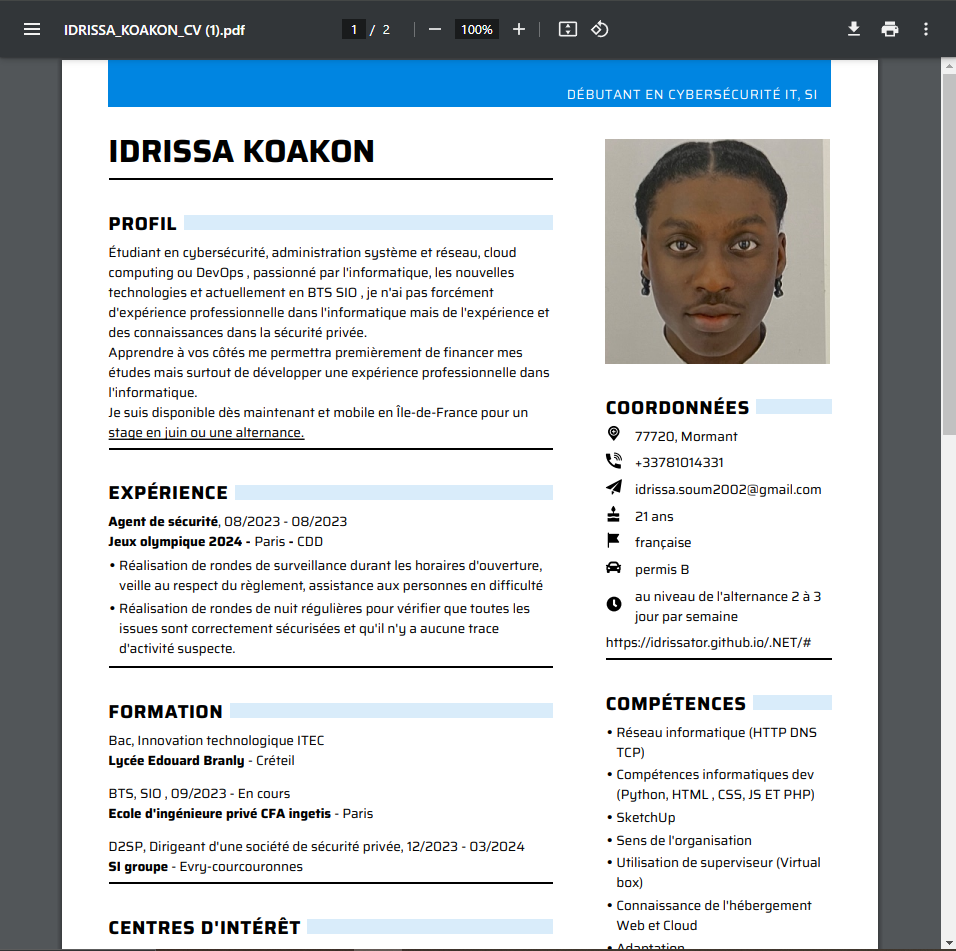 IDRISSA_KOAKON_CV (1).pdf
1 / 2
100%
DÉBUTANT EN CYBERSÉCURITÉ IT, SI
IDRISSA KOAKON
PROFIL
Étudiant en cybersécurité, administration système et réseau, cloud
computing ou DevOps , passionné par l'informatique, les nouvelles
technologies et actuellement en BTS SIO , je n'ai pas forcément
d'expérience professionnelle dans l'informatique mais de l'expérience et
des connaissances dans la sécurité privée.
Apprendre à vos côtés me permettra premièrement de financer mes
études mais surtout de développer une expérience professionnelle dans
l'informatique.
Je suis disponible dès maintenant et mobile en Île-de-France pour un
stage en juin ou une alternance.
EXPÉRIENCE
Agent de sécurité, 08/2023 - 08/2023
Jeux olympique 2024 - Paris - CDD
• Réalisation de rondes de surveillance durant les horaires d'ouverture,
veille au respect du règlement, assistance aux personnes en difficulté
• Réalisation de rondes de nuit régulières pour vérifier que toutes les
issues sont correctement sécurisées et qu'il n'y a aucune trace
d'activité suspecte.
FORMATION
Bac, Innovation technologique ITEC
Lycée Edouard Branly - Créteil
BTS, SIO , 09/2023 - En cours
Ecole d'ingénieure privé CFA ingetis - Paris
D2SP, Dirigeant d'une société de sécurité privée, 12/2023 - 03/2024
SI groupe - Evry-courcouronnes
CENTRES D'INTÉRÊT
COORDONNÉES
77720, Mormant
+33781014331
idrissa.soum2002@gmail.com
21 ans
française
permis B
au niveau de l'alternance 2 à 3
jour par semaine
https://idrissator.github.io/.NET/#
COMPÉTENCES
• Réseau informatique (HTTP DNS
TCP)
• Compétences informatiques dev
(Python, HTML , CSS, JS ET PHP)
• SketchUp
• Sens de l'organisation
• Utilisation de superviseur (Virtual
box)
• Connaissance de l'hébergement
Web et Cloud
• Adaptation